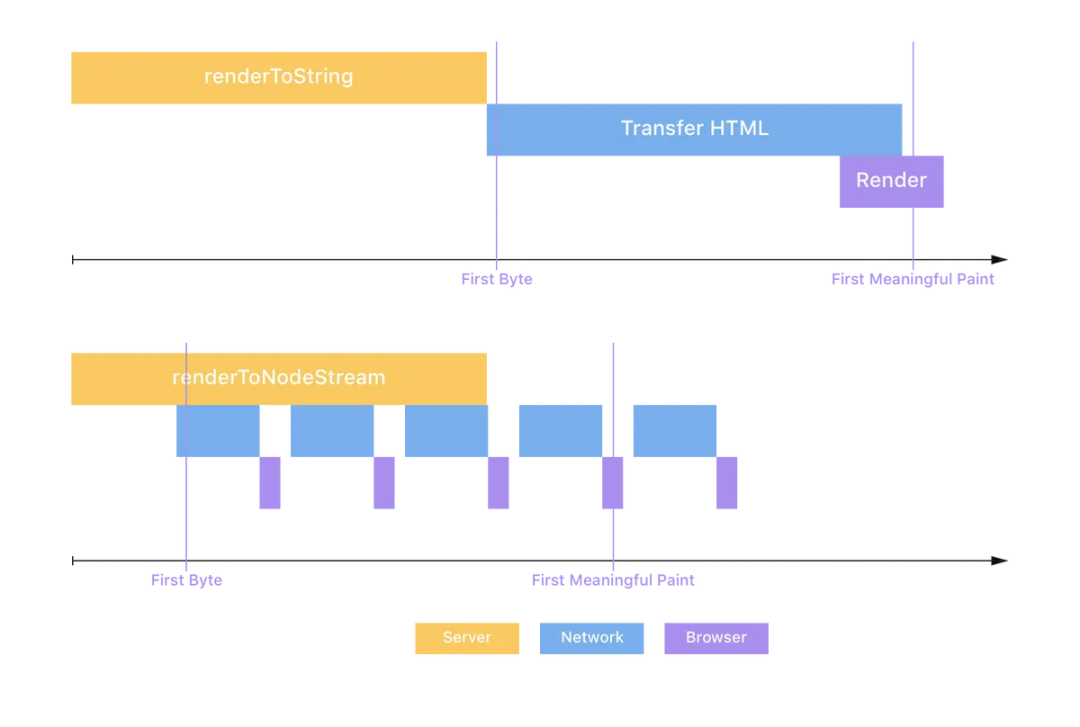 renderToString
Transfer HTML
Render
First Byte
First Meaningful Paint
renderToNodeStream
First Byte
First Meaningful Paint
Server
Network
Browser